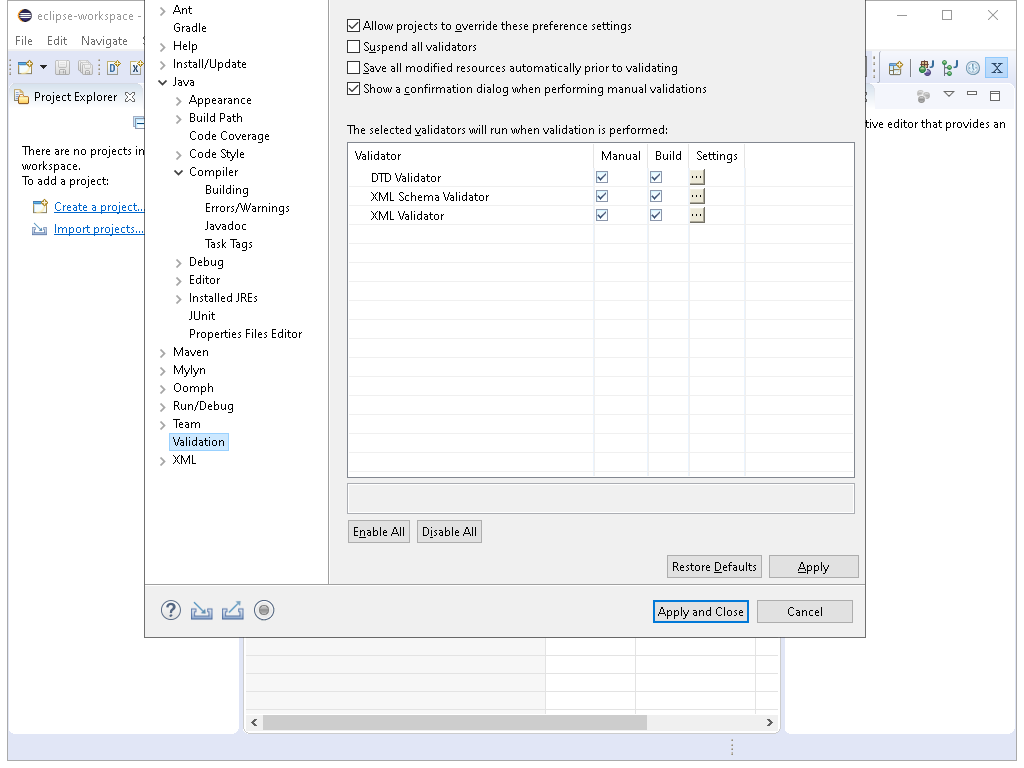 eclipse-workspace -
File Edit Navigate
Project Explorer
There are no projects in
workspace.
To add a project:
Create a project...
Import projects...
Ant
Gradle
Help
Install/Update
Java
Appearance
Build Path
Code Coverage
Code Style
Compiler
Building
Errors/Warnings
Javadoc
Task Tags
Debug
Editor
Installed JREs
JUnit
Properties Files Editor
Maven
Mylyn
Oomph
Run/Debug
Team
Validation
XML
Allow projects to override these preference settings
Suspend all validators
Save all modified resources automatically prior to validating
Show a confirmation dialog when performing manual validations
The selected validators will run when validation is performed:
Validator Manual Build Settings
DTD Validator ...
XML Schema Validator ...
XML Validator ...
Enable All Disable All
Restore Defaults Apply
Apply and Close Cancel
tive editor that provides an